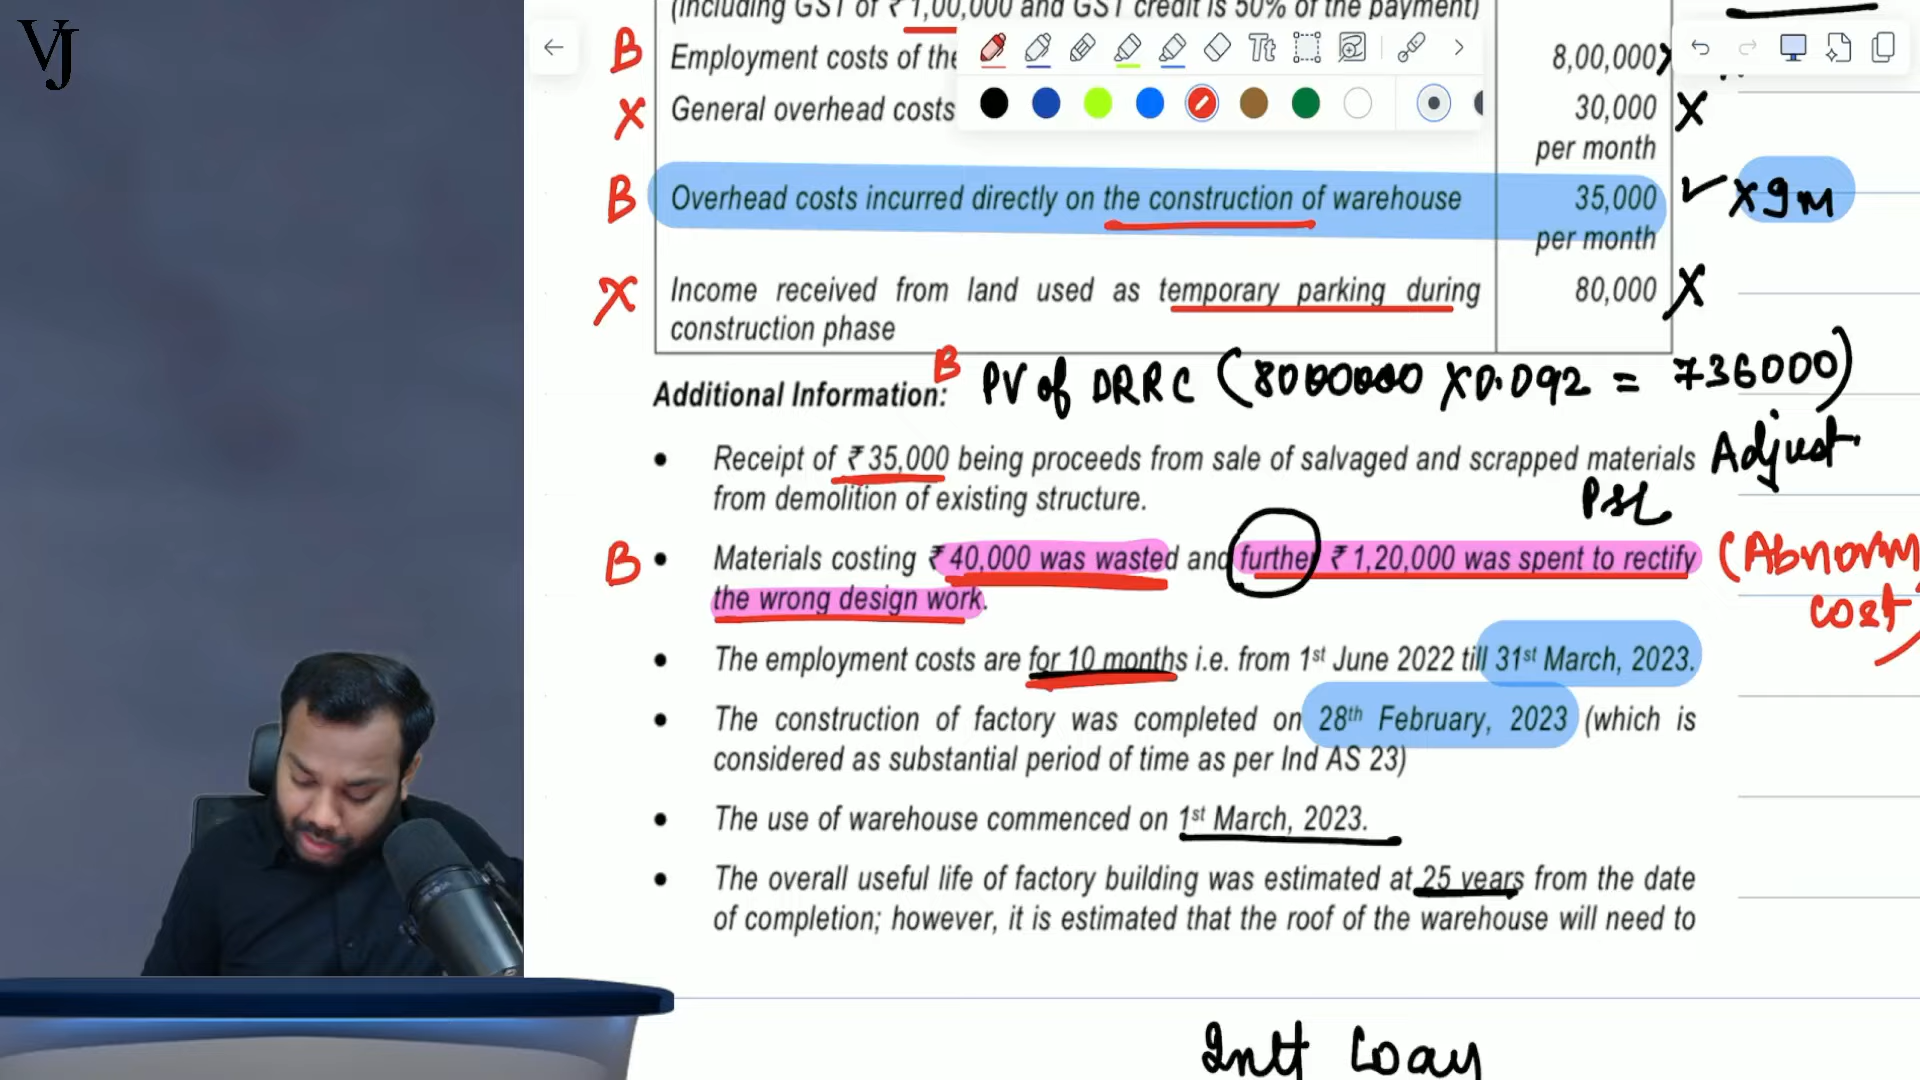 VJ
(Including GST of ₹ 1,00,000 and GST credit is 50% of the payment)
B Employment costs of the 8,00,000 X
X General overhead costs 30,000 X
per month
B Overhead costs incurred directly on the construction of warehouse 35,000 ✓ X 9M
per month
X Income received from land used as temporary parking during 80,000 X
construction phase
B PV of DRRC (8000000 X 0.092 = 736000)
Additional Information:
• Receipt of ₹ 35,000 being proceeds from sale of salvaged and scrapped materials Adjust
from demolition of existing structure. P&L
B • Materials costing ₹ 40,000 was wasted and further ₹ 1,20,000 was spent to rectify (Abnorm
the wrong design work. cost
• The employment costs are for 10 months i.e. from 1st June 2022 till 31st March, 2023.
• The construction of factory was completed on 28th February, 2023 (which is
considered as substantial period of time as per Ind AS 23)
• The use of warehouse commenced on 1st March, 2023.
• The overall useful life of factory building was estimated at 25 years from the date
of completion; however, it is estimated that the roof of the warehouse will need to